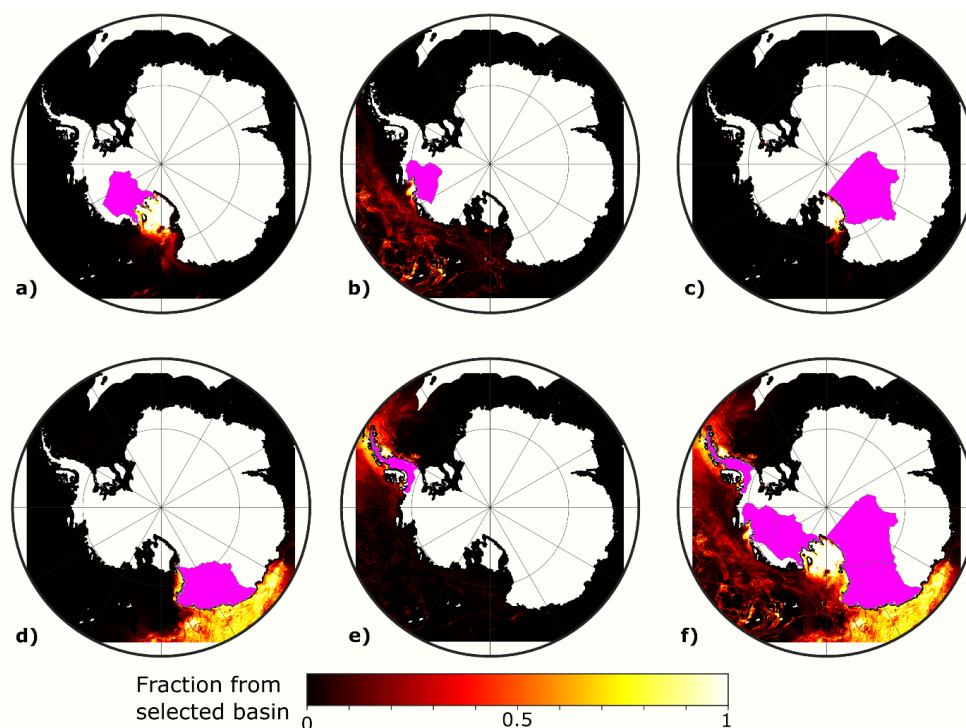 a)
b)
c)
d)
e)
f)
Fraction from
selected basin
0
0.5
1